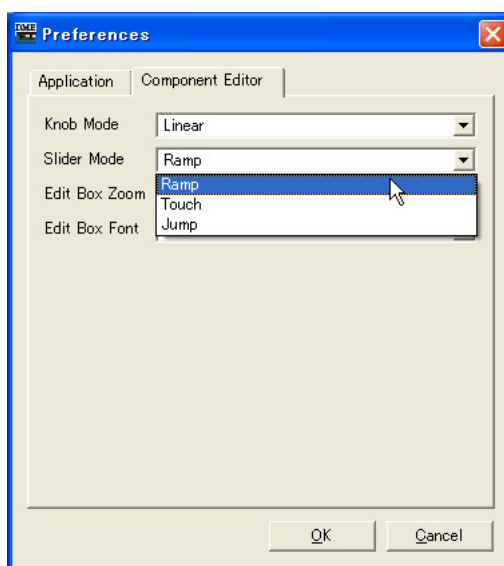 DME
Preferences
Application Component Editor
Knob Mode Linear
Slider Mode Ramp
Ramp
Edit Box Zoom
Touch
Edit Box Font
Jump
OK Cancel